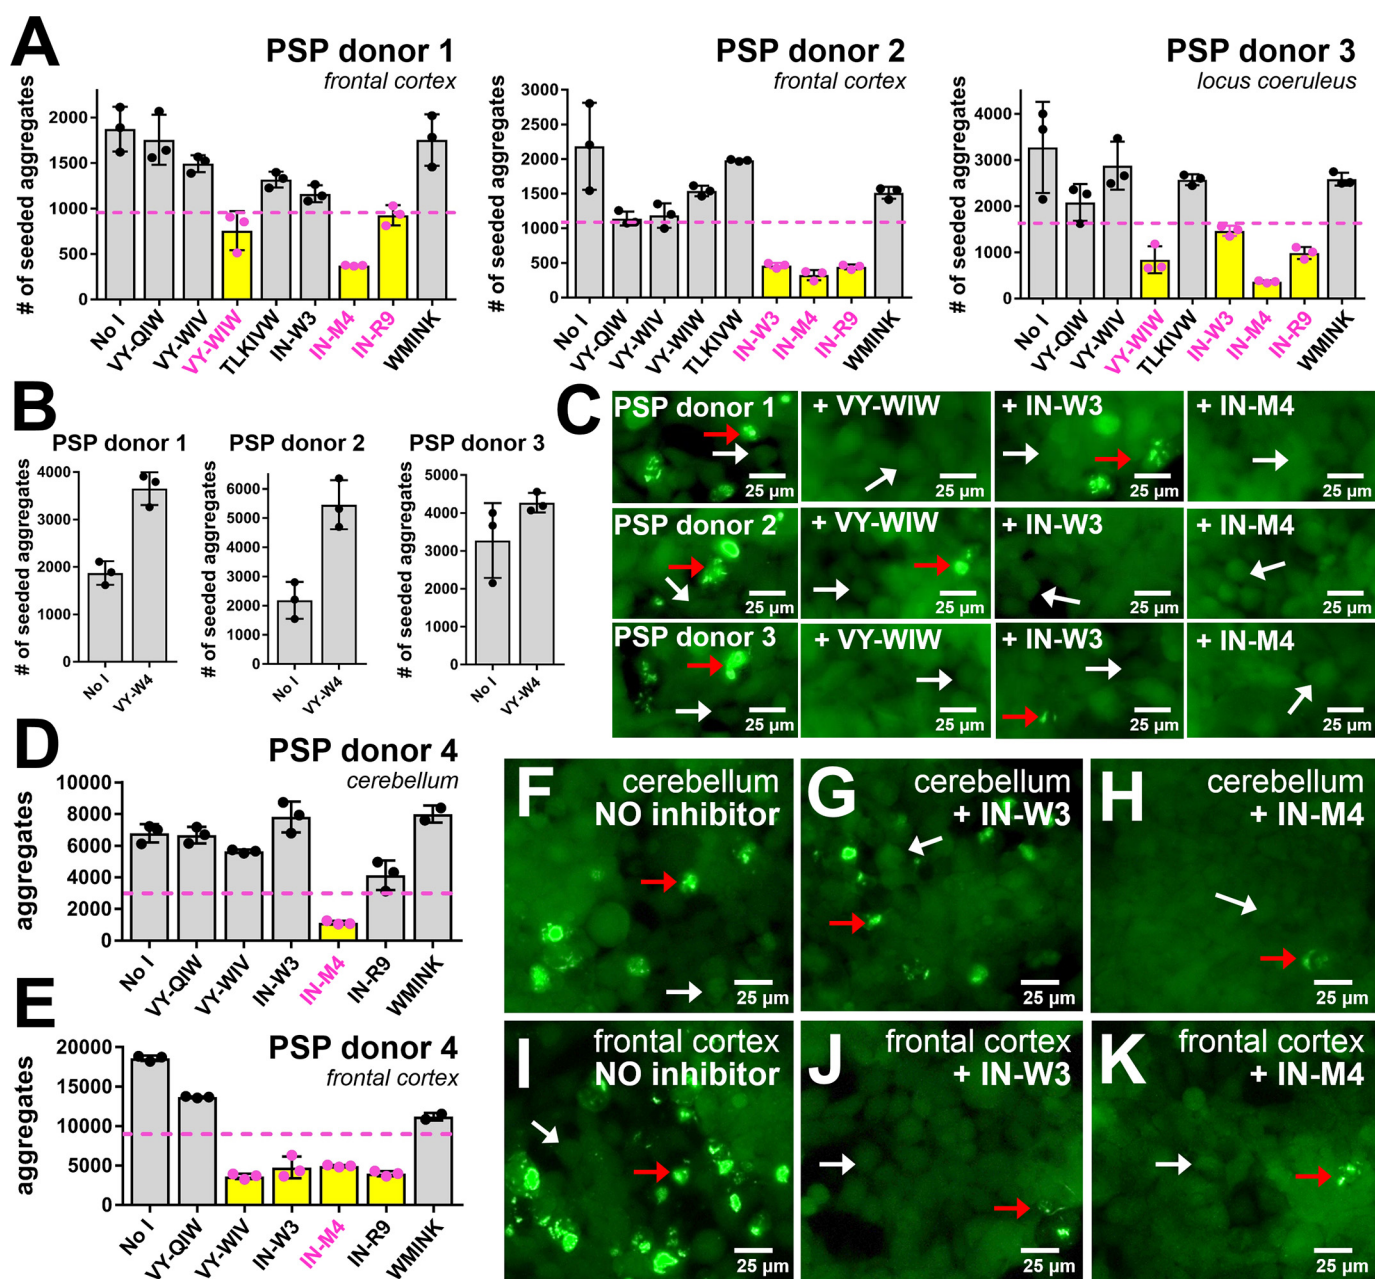 A
PSP donor 1
frontal cortex
# of seeded aggregates
2000
1500
1000
500
0
No I
VY-QIW
VY-WIV
VY-WIW
TLKIVW
IN-W3
IN-M4
IN-R9
WMINK
PSP donor 2
frontal cortex
# of seeded aggregates
3000
2500
2000
1500
1000
500
0
No I
VY-QIW
VY-WIV
VY-WIW
TLKIVW
IN-W3
IN-M4
IN-R9
WMINK
PSP donor 3
locus coeruleus
# of seeded aggregates
4000
3000
2000
1000
0
No I
VY-QIW
VY-WIV
VY-WIW
TLKIVW
IN-W3
IN-M4
IN-R9
WMINK
B
PSP donor 1
# of seeded aggregates
4000
3000
2000
1000
0
No I
VY-W4
PSP donor 2
# of seeded aggregates
6000
5000
4000
3000
2000
1000
0
No I
VY-W4
PSP donor 3
# of seeded aggregates
5000
4000
3000
2000
4000
0
No I
VY-W4
C
PSP donor 1
25 µm
+ VY-WIW
25 µm
+ IN-W3
25 µm
+ IN-M4
25 µm
PSP donor 2
25 µm
+ VY-WIW
25 µm
+ IN-W3
25 µm
+ IN-M4
25 µm
PSP donor 3
25 µm
+ VY-WIW
25 µm
+ IN-W3
25 µm
+ IN-M4
25 µm
D
PSP donor 4
cerebellum
aggregates
10000
8000
6000
4000
2000
0
No I
VY-QIW
VY-WIV
IN-W3
IN-M4
IN-R9
WMINK
E
PSP donor 4
frontal cortex
aggregates
20000
15000
10000
5000
0
No I
VY-QIW
VY-WIV
IN-W3
IN-M4
IN-R9
WMINK
F
cerebellum
NO inhibitor
25 µm
G
cerebellum
+ IN-W3
25 µm
H
cerebellum
+ IN-M4
25 µm
I
frontal cortex
NO inhibitor
25 µm
J
frontal cortex
+ IN-W3
25 µm
K
frontal cortex
+ IN-M4
25 µm